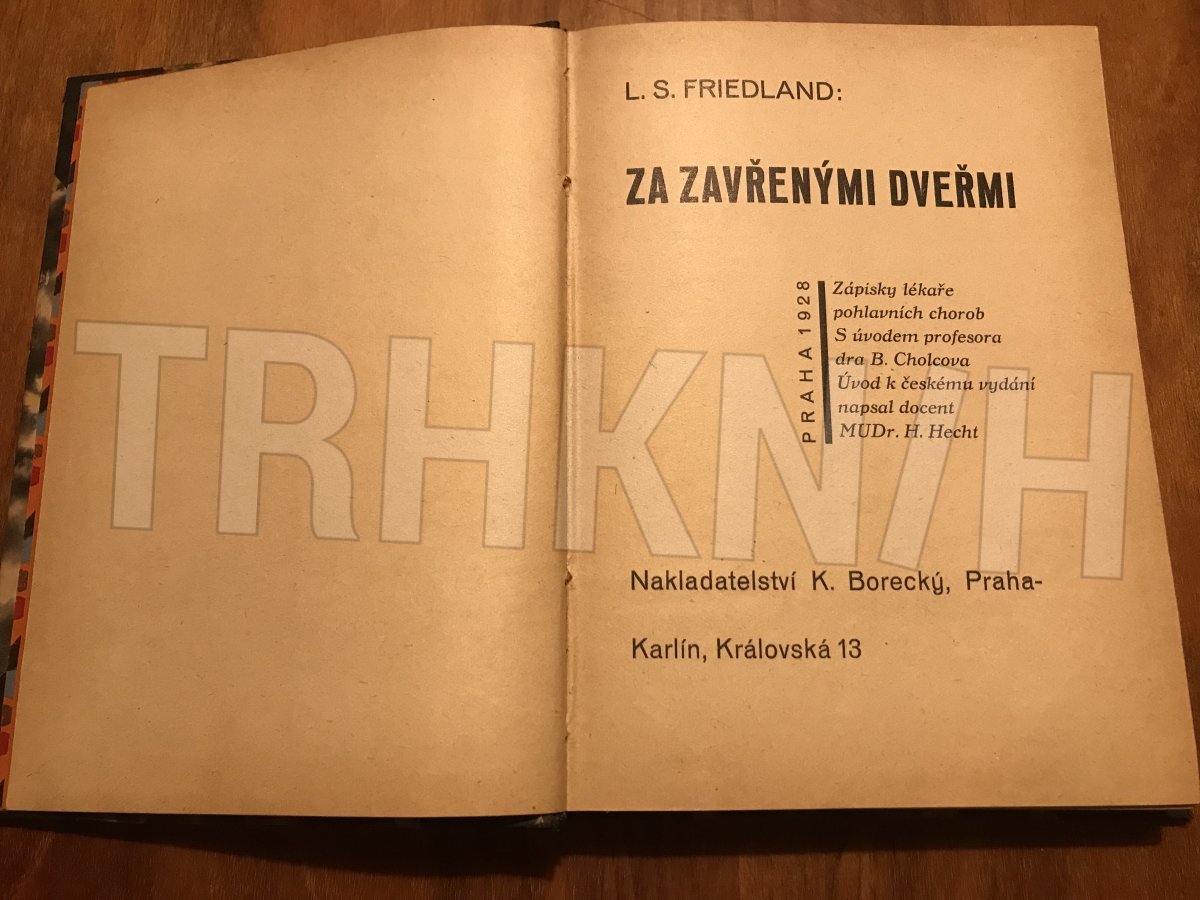 L. S. FRIEDLAND:
ZA ZAVŘENÝMI DVEŘMI
PRAHA 1928
Zápisky lékaře
pohlavních chorob
S úvodem profesora
dra B. Cholcova
Úvod k českému vydání
napsal docent
MUDr. H. Hecht
TRHKNIH
Nakladatelství K. Borecký, Praha-
Karlín, Královská 13